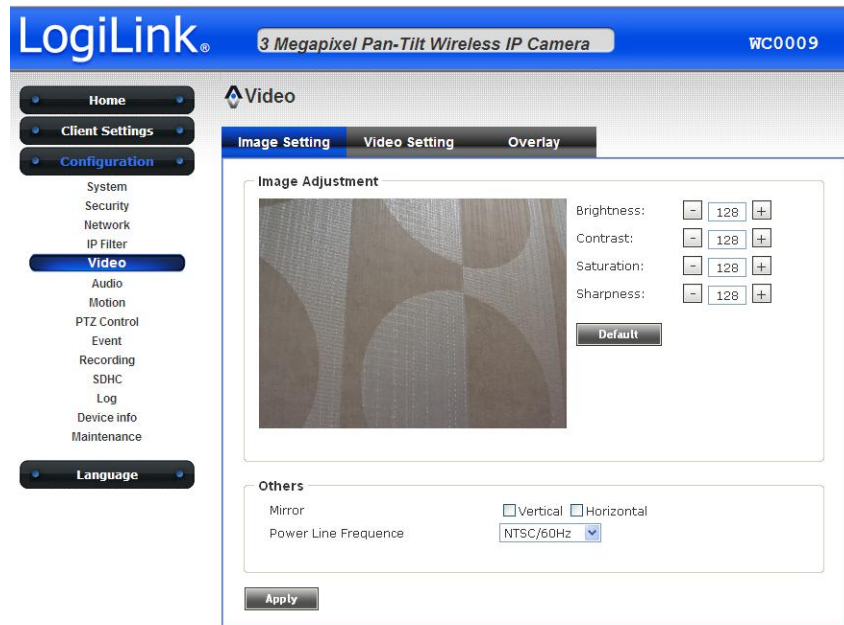 LogiLink®
3 Megapixel Pan-Tilt Wireless IP Camera
WC0009
Home
Client Settings
Configuration
System
Security
Network
IP Filter
Video
Audio
Motion
PTZ Control
Event
Recording
SDHC
Log
Device info
Maintenance
Language
Video
Image Setting Video Setting Overlay
Image Adjustment
Brightness: - 128 +
Contrast: - 128 +
Saturation: - 128 +
Sharpness: - 128 +
Default
Others
Mirror Vertical Horizontal
Power Line Frequence NTSC/60Hz
Apply